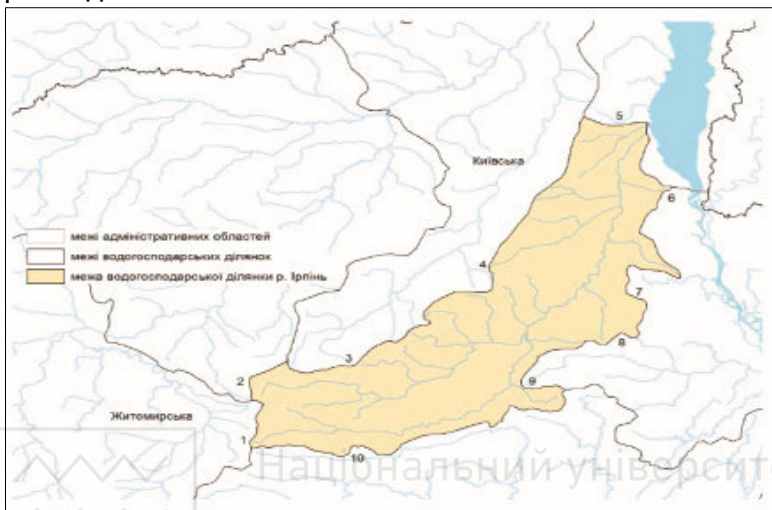 5
Київська
6
межі адміністративних областей
межі водогосподарських ділянок
4
межа водогосподарської ділянки р. Ірпінь
7
8
3
2
9
Житомирська
1
10
Національний університ